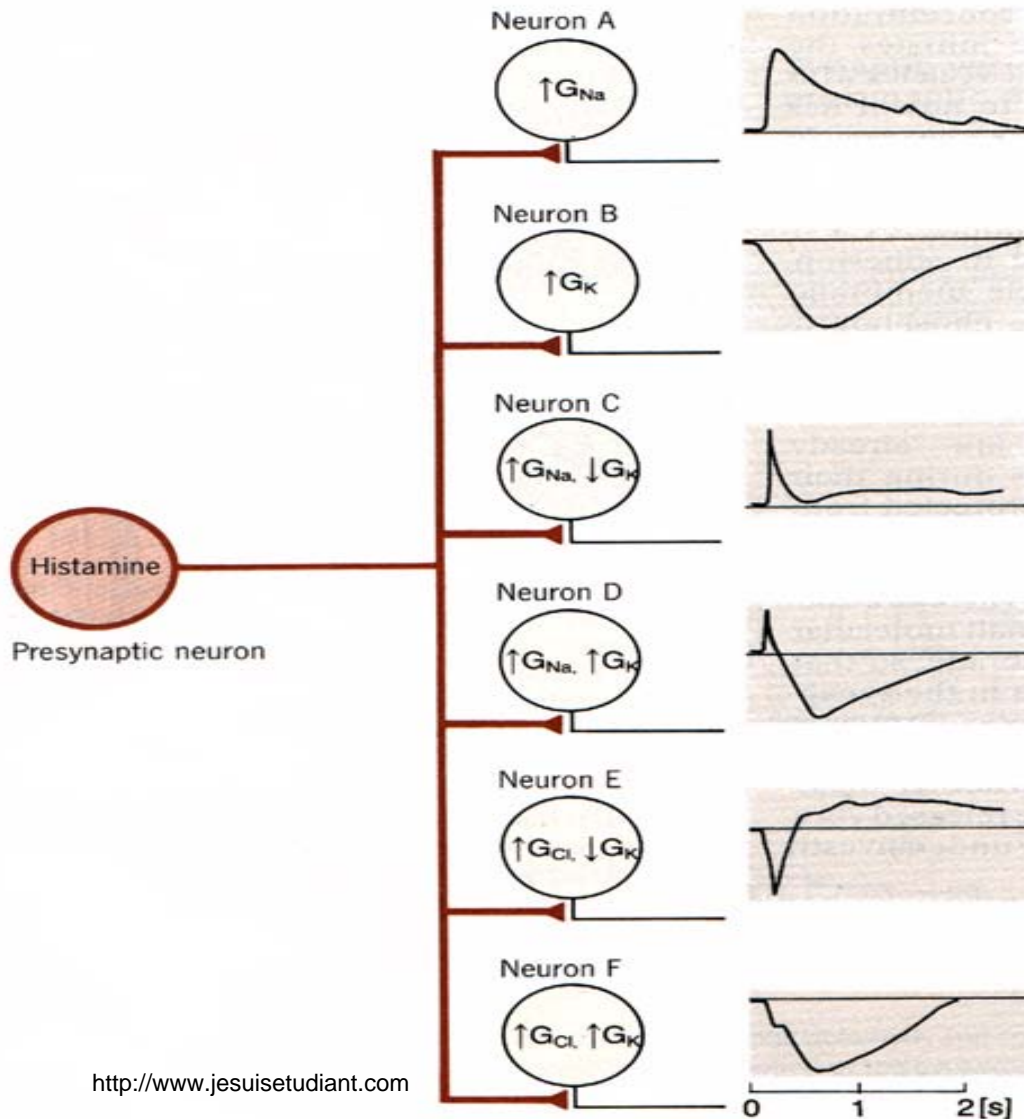 Neuron A
↑GNa
Neuron B
↑GK
Neuron C
↑GNa, ↓GK
Histamine
Presynaptic neuron
Neuron D
↑GNa, ↑GK
Neuron E
↑GCl, ↓GK
Neuron F
↑GCl, ↑GK
http://www.jesuisetudiant.com
0 1 2 [s]